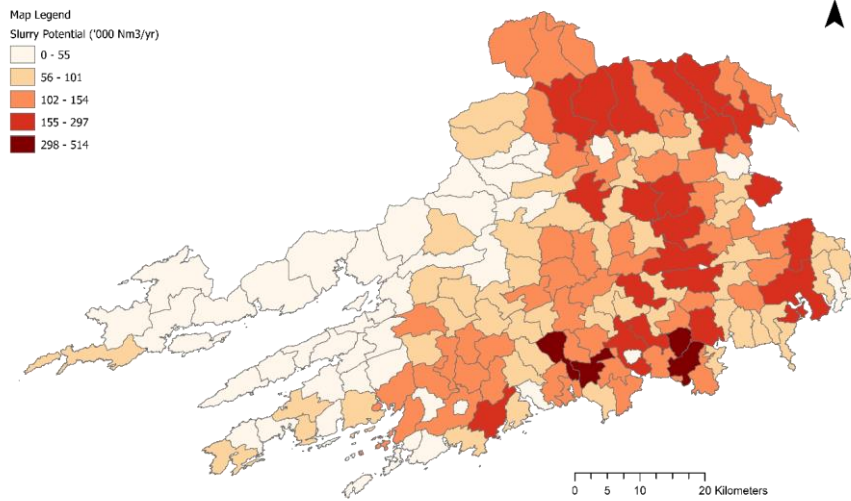 Map Legend
Slurry Potential ('000 Nm3/yr)
0 - 55
56 - 101
102 - 154
155 - 297
298 - 514
0 5 10 20 Kilometers